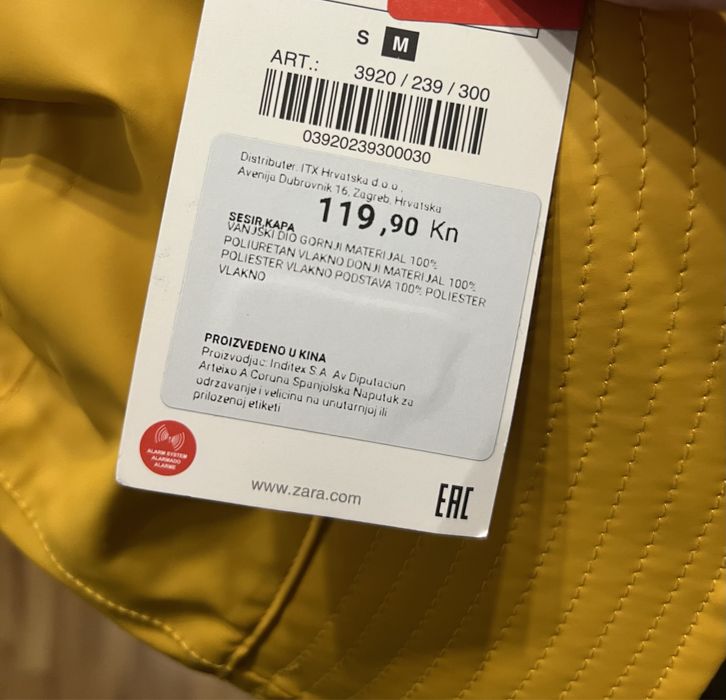 S M
ART.: 3920 / 239 / 300
03920239300030
Distributer. ITX Hrvatska d.o.o.,
Avenija Dubrovnik 16, Zagreb, Hrvatska
119,90 Kn
SESIR,KAPA
VANJSKI DIO GORNJI MATERIJAL 100%
POLIURETAN VLAKNO DONJI MATERIJAL 100%
POLIESTER VLAKNO PODSTAVA 100% POLIESTER
VLAKNO
PROIZVEDENO U KINA
Proizvodjac: Inditex S.A. Av Diputacion
Arteixo A Coruna Spanjolska Naputak za
odrzavanje i velicina na unutarnjoj ili
prilozenoj etiketi
ALARM SYSTEM
ALARMADO
ALARME
www.zara.com
EAC